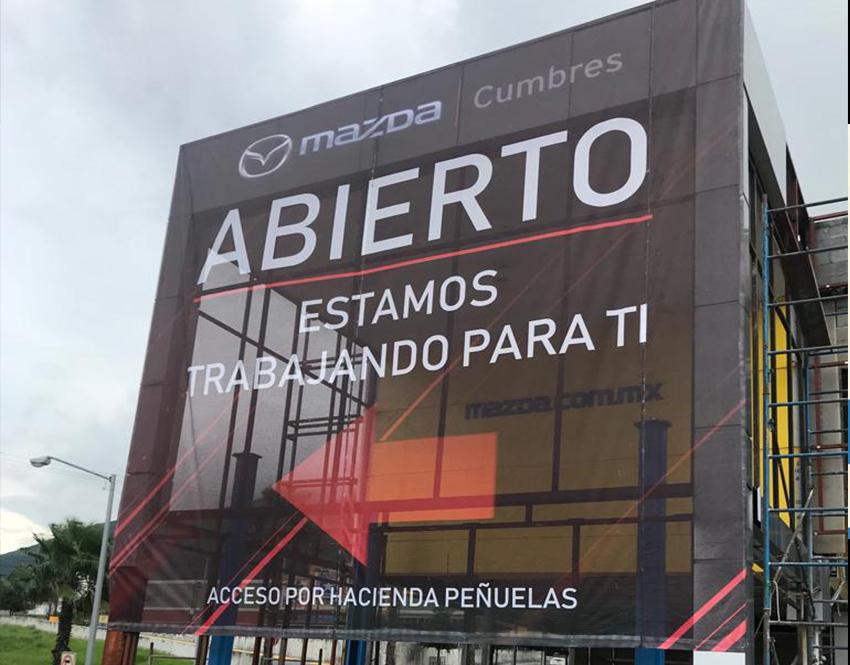 mazda Cumbres
ABIERTO
ESTAMOS
TRABAJANDO PARA TI
mazda.com.mx
ACCESO POR HACIENDA PEÑUELAS